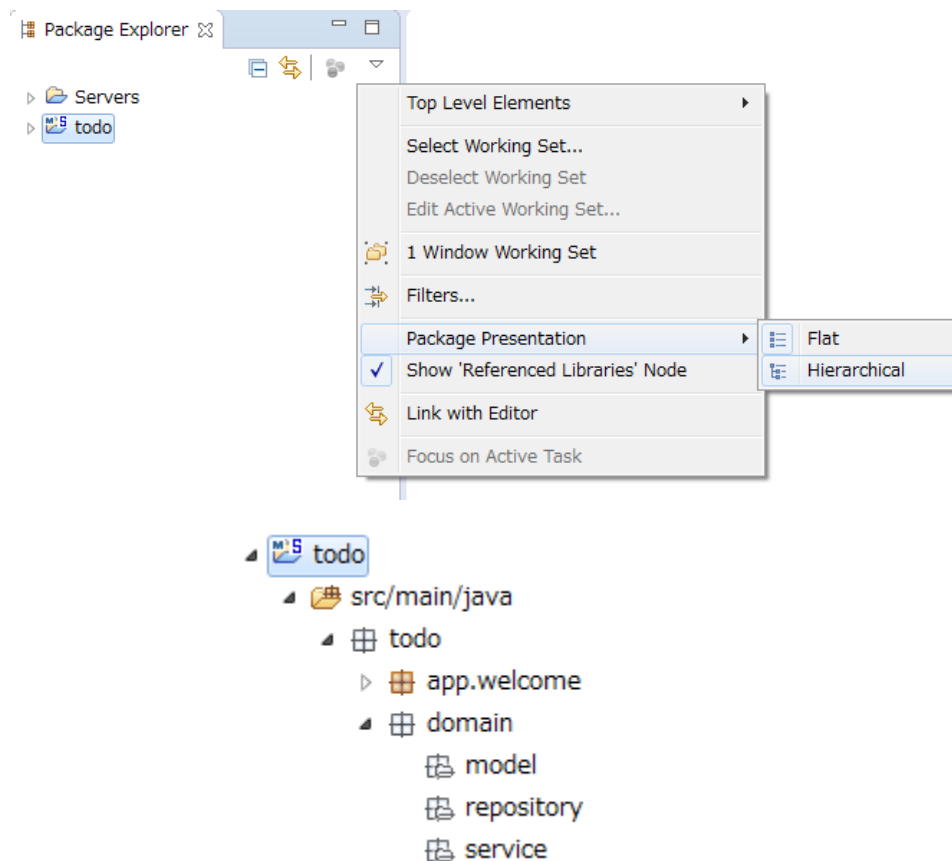 Package Explorer
Servers
todo
Top Level Elements
Select Working Set...
Deselect Working Set
Edit Active Working Set...
1 Window Working Set
Filters...
Package Presentation
Flat
Show 'Referenced Libraries' Node
Hierarchical
Link with Editor
Focus on Active Task
M S todo
src/main/java
todo
app.welcome
domain
model
repository
service